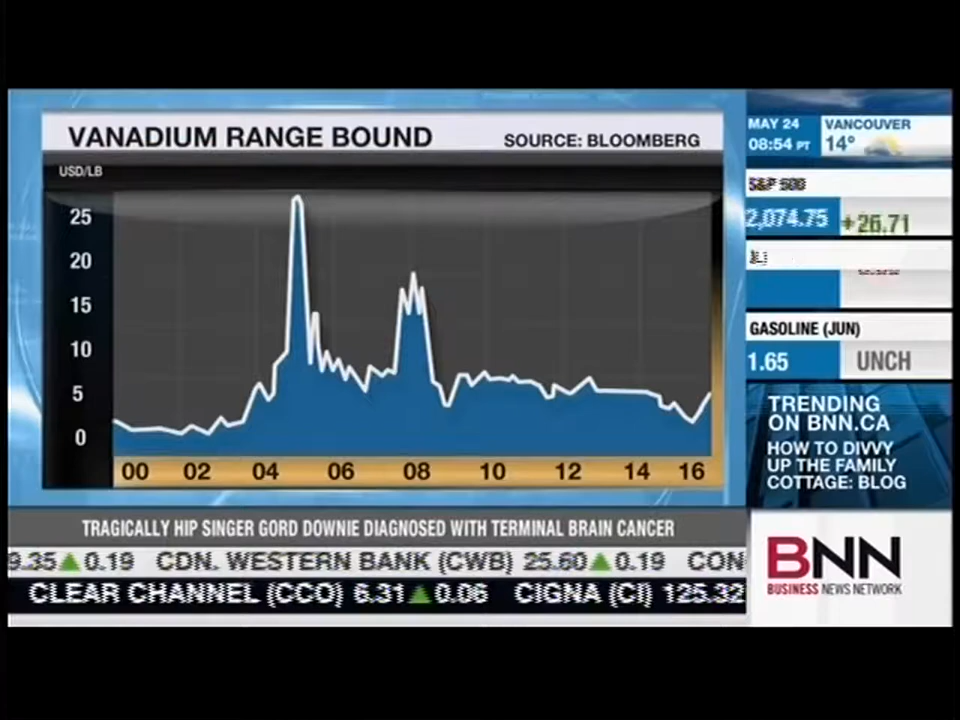 VANADIUM RANGE BOUND
SOURCE: BLOOMBERG
USD/LB
25
20
15
10
5
0
00 02 04 06 08 10 12 14 16
MAY 24
08:54 PT
VANCOUVER
14°
S&P 500
2,074.75 +26.71
GASOLINE (JUN)
1.65 UNCH
TRENDING
ON BNN.CA
HOW TO DIVVY
UP THE FAMILY
COTTAGE: BLOG
TRAGICALLY HIP SINGER GORD DOWNIE DIAGNOSED WITH TERMINAL BRAIN CANCER
9.35▲0.19 CDN. WESTERN BANK (CWB) 25.60▲0.19 CON
CLEAR CHANNEL (CCO) 6.31▲0.06 CIGNA (CI) 125.32
BNN
BUSINESS NEWS NETWORK